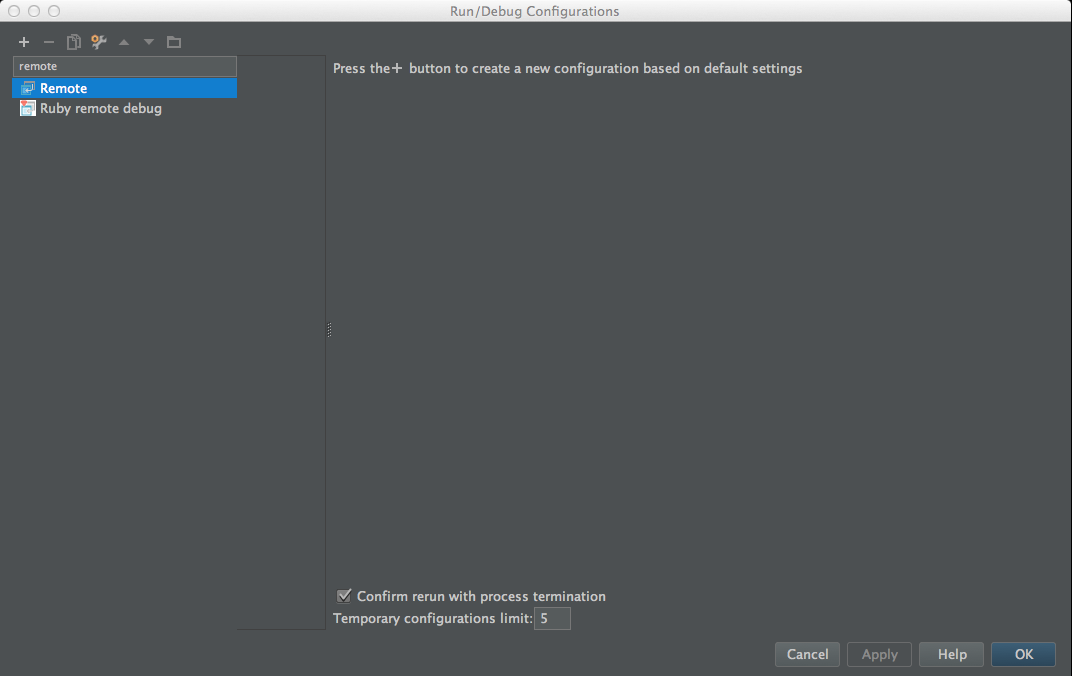 Run/Debug Configurations
remote
Remote
Ruby remote debug
Press the+ button to create a new configuration based on default settings
Confirm rerun with process termination
Temporary configurations limit: 5
Cancel
Apply
Help
OK